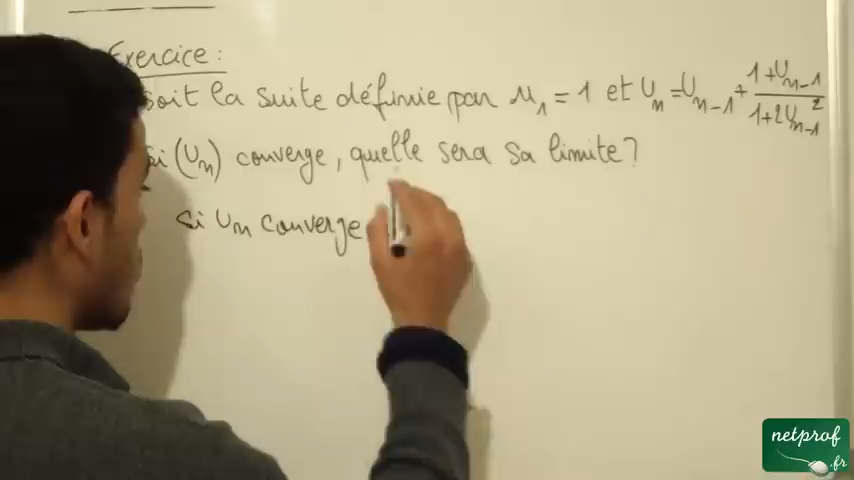 Exercice :
soit la suite définie par u₁ = 1 et Uₙ = Uₙ₋₁ + (1+Uₙ₋₁)/(1+2Uₙ₋₁²)
si (Uₙ) converge, quelle sera sa limite ?
si Uₙ converge
netprof
.fr